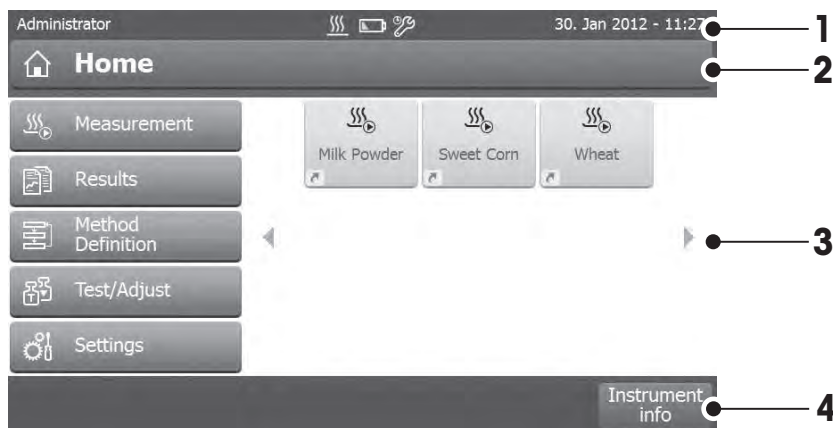 Administrator
30. Jan 2012 - 11:27
1
Home
2
Measurement
Results
Method
Definition
Test/Adjust
Settings
Milk Powder
Sweet Corn
Wheat
3
Instrument
info
4